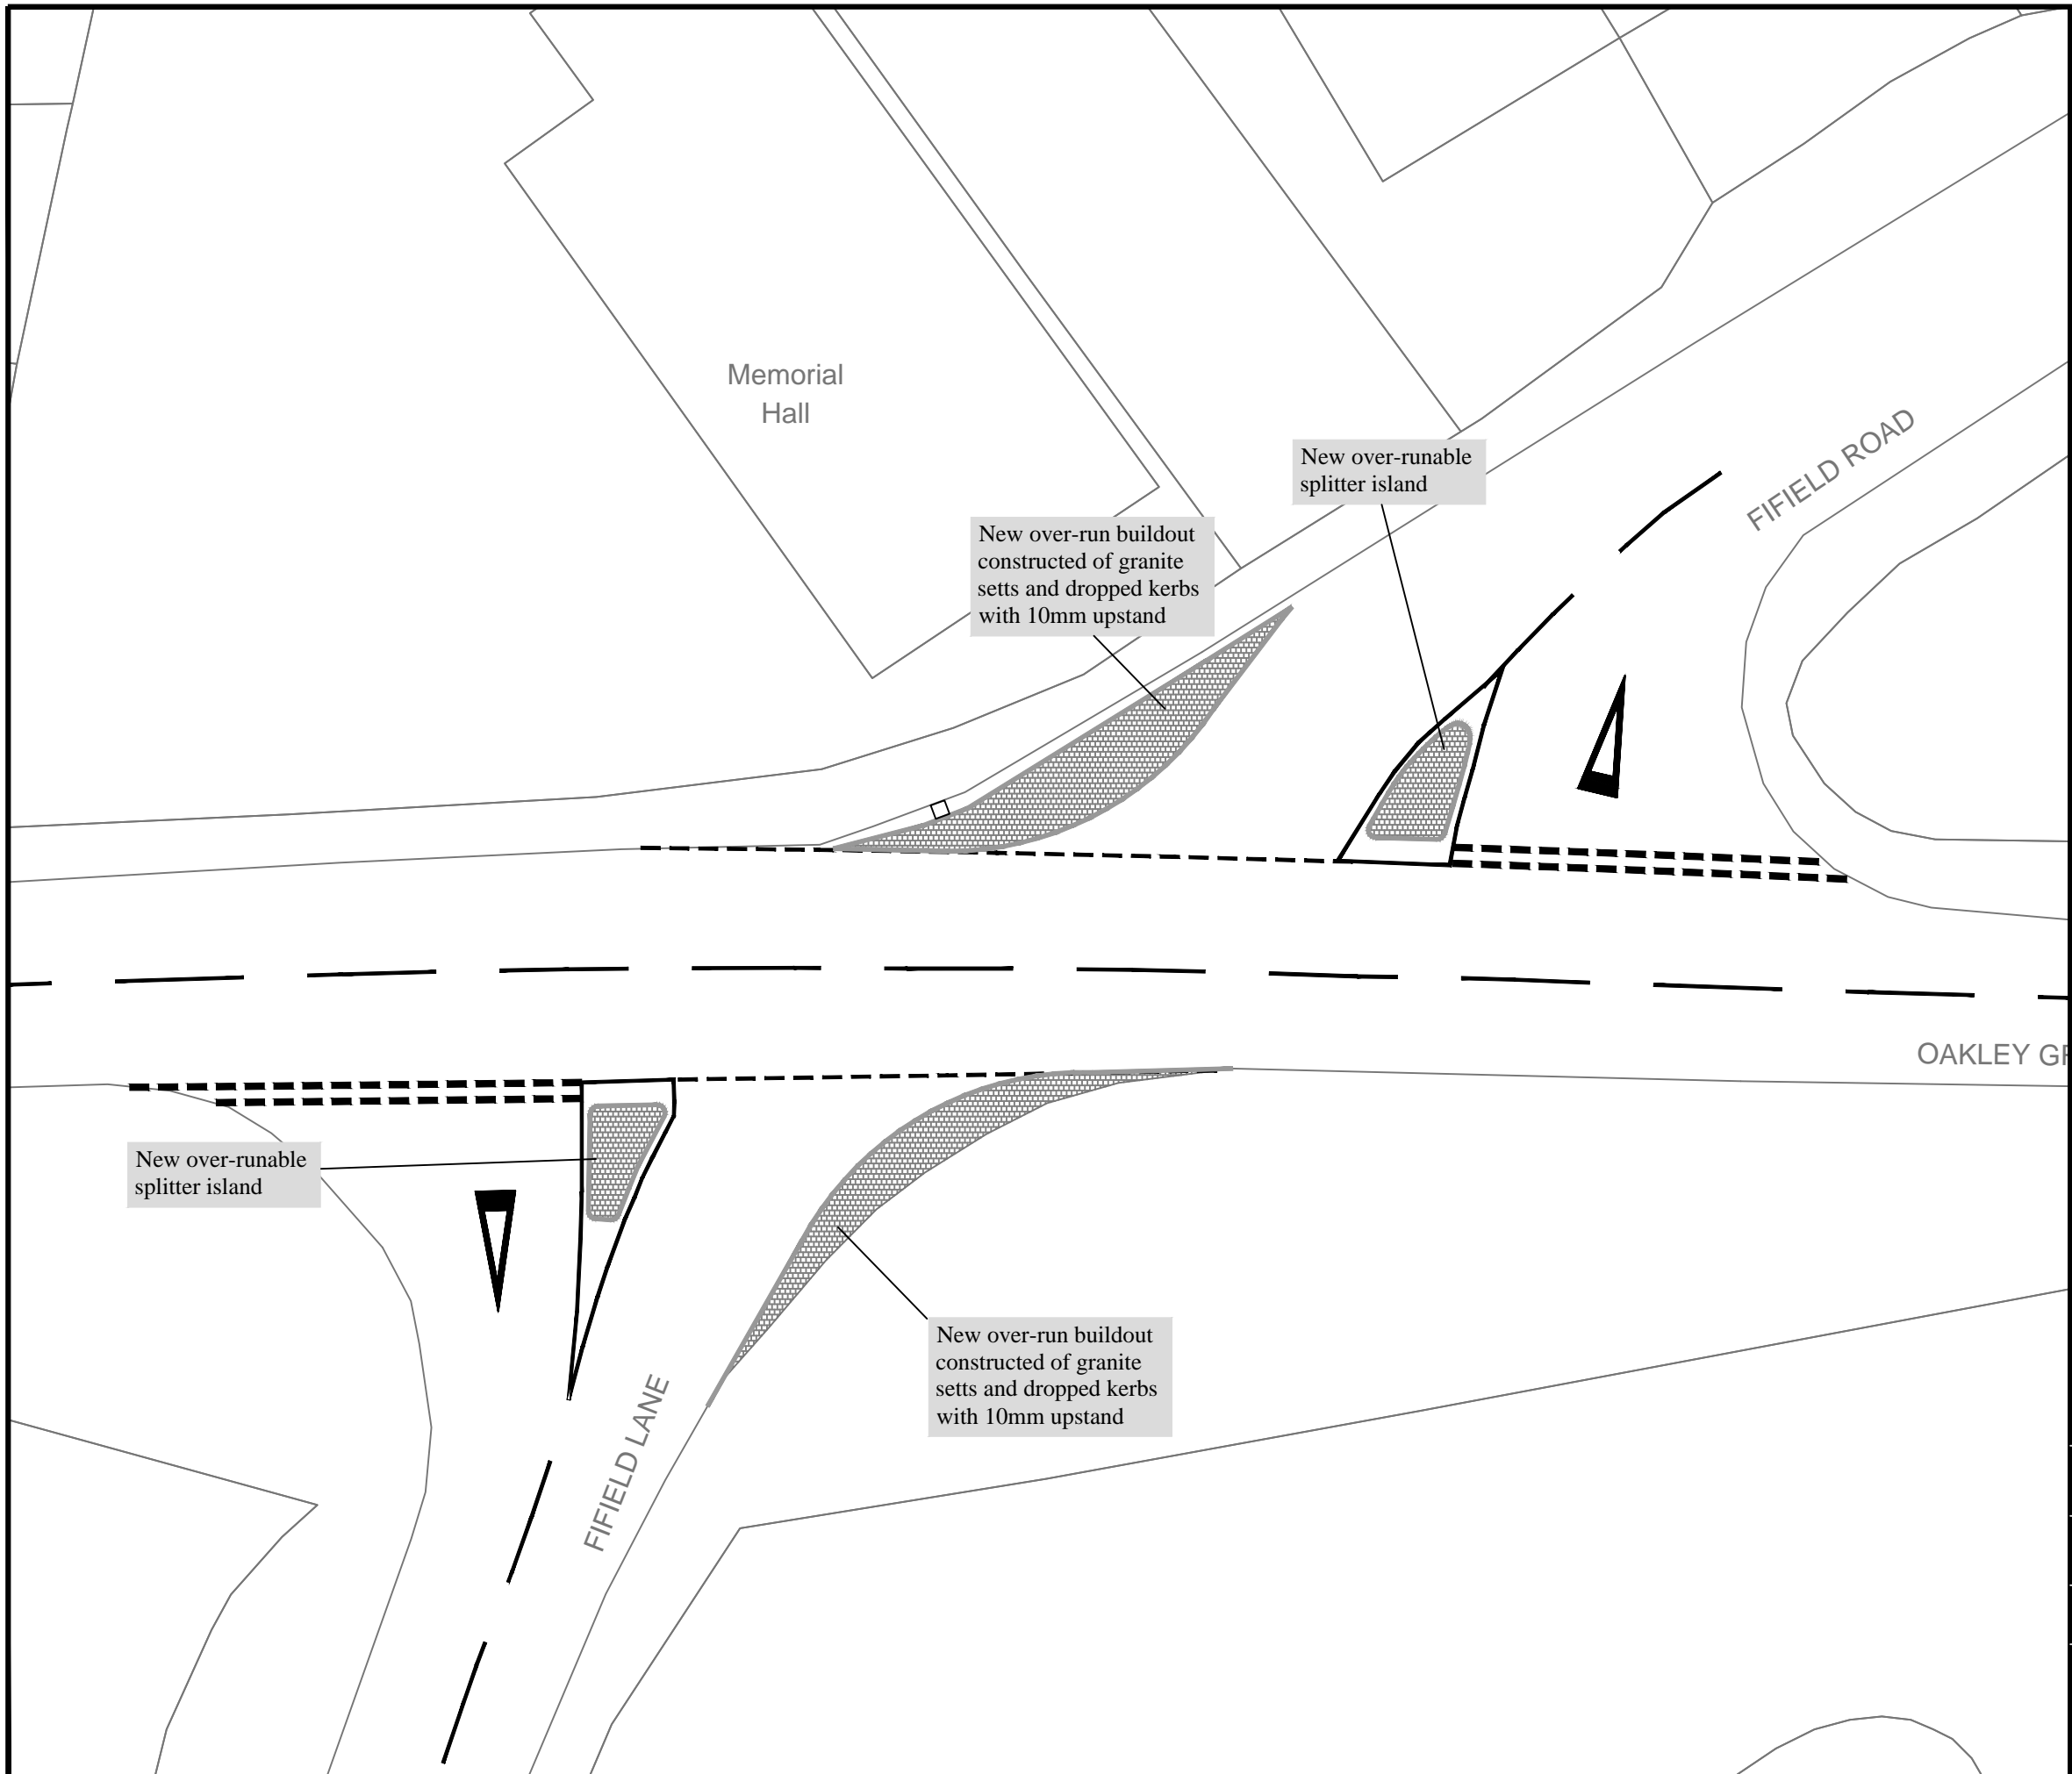 Memorial
Hall
New over-runable
splitter island
FIFIELD ROAD
New over-run buildout
constructed of granite
setts and dropped kerbs
with 10mm upstand
OAKLEY
New over-runable
splitter island
New over-run buildout
constructed of granite
setts and dropped kerbs
with 10mm upstand
FIFIELD LANE